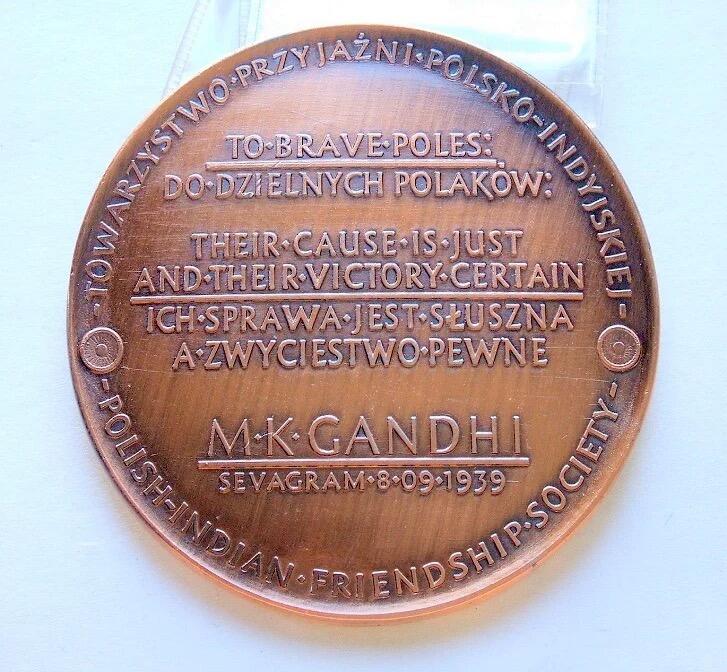 -TOWARZYSTWO·PRZYJAŹNI·POLSKO-INDYJSKIEJ-
TO·BRAVE·POLES:
DO·DZIELNYCH POLAKÓW:
THEIR·CAUSE·IS·JUST
AND·THEIR·VICTORY·CERTAIN
ICH·SPRAWA·JEST·SŁUSZNA
A·ZWYCIESTWO·PEWNE
M·K·GANDHI
SEVAGRAM·8·09·1939
-POLISH-INDIAN·FRIENDSHIP·SOCIETY-